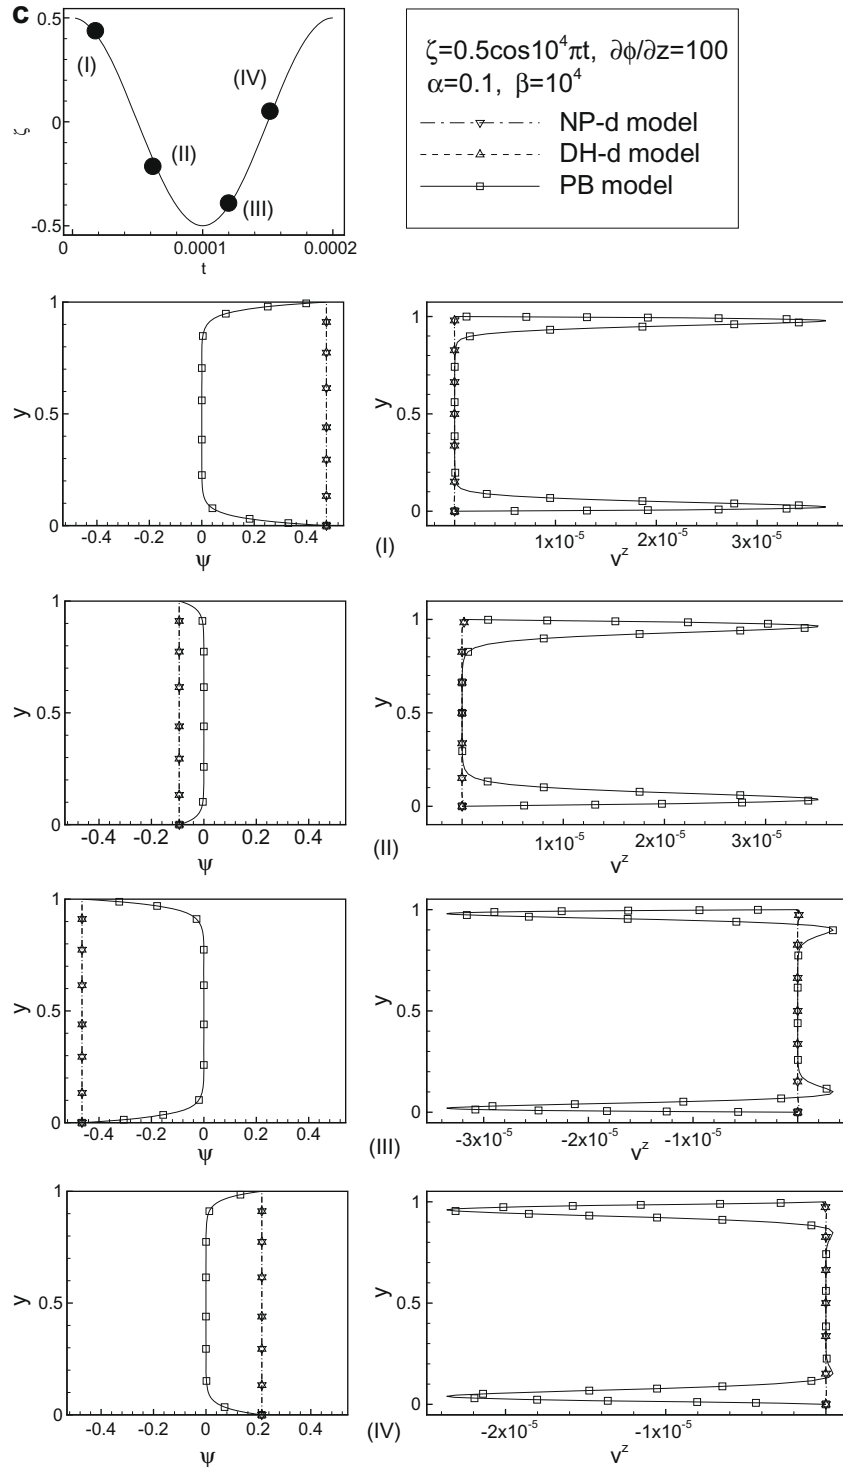 c
0.5
0
-0.5
ζ
(I)
(II)
(III)
(IV)
0 0.0001 0.0002
t
ζ=0.5cos10⁴πt, ∂ϕ/∂z=100
α=0.1, β=10⁴
NP-d model
DH-d model
PB model
1
0.5
0
y
-0.4 -0.2 0 0.2 0.4
ψ
(I)
1
0.5
0
y
1x10⁻⁵ 2x10⁻⁵ 3x10⁻⁵
vᶻ
1
0.5
0
y
-0.4 -0.2 0 0.2 0.4
ψ
(II)
1
0.5
0
y
1x10⁻⁵ 2x10⁻⁵ 3x10⁻⁵
vᶻ
1
0.5
0
y
-0.4 -0.2 0 0.2 0.4
ψ
(III)
1
0.5
0
y
-3x10⁻⁵ -2x10⁻⁵ -1x10⁻⁵
vᶻ
1
0.5
0
y
-0.4 -0.2 0 0.2 0.4
ψ
(IV)
1
0.5
0
y
-2x10⁻⁵ -1x10⁻⁵
vᶻ